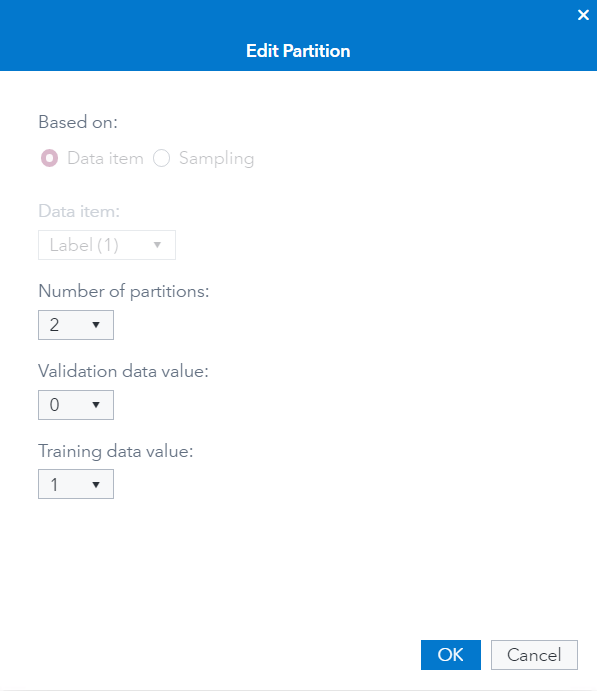 Edit Partition
Based on:
Data item Sampling
Data item:
Label (1)
Number of partitions:
2
Validation data value:
0
Training data value:
1
OK Cancel